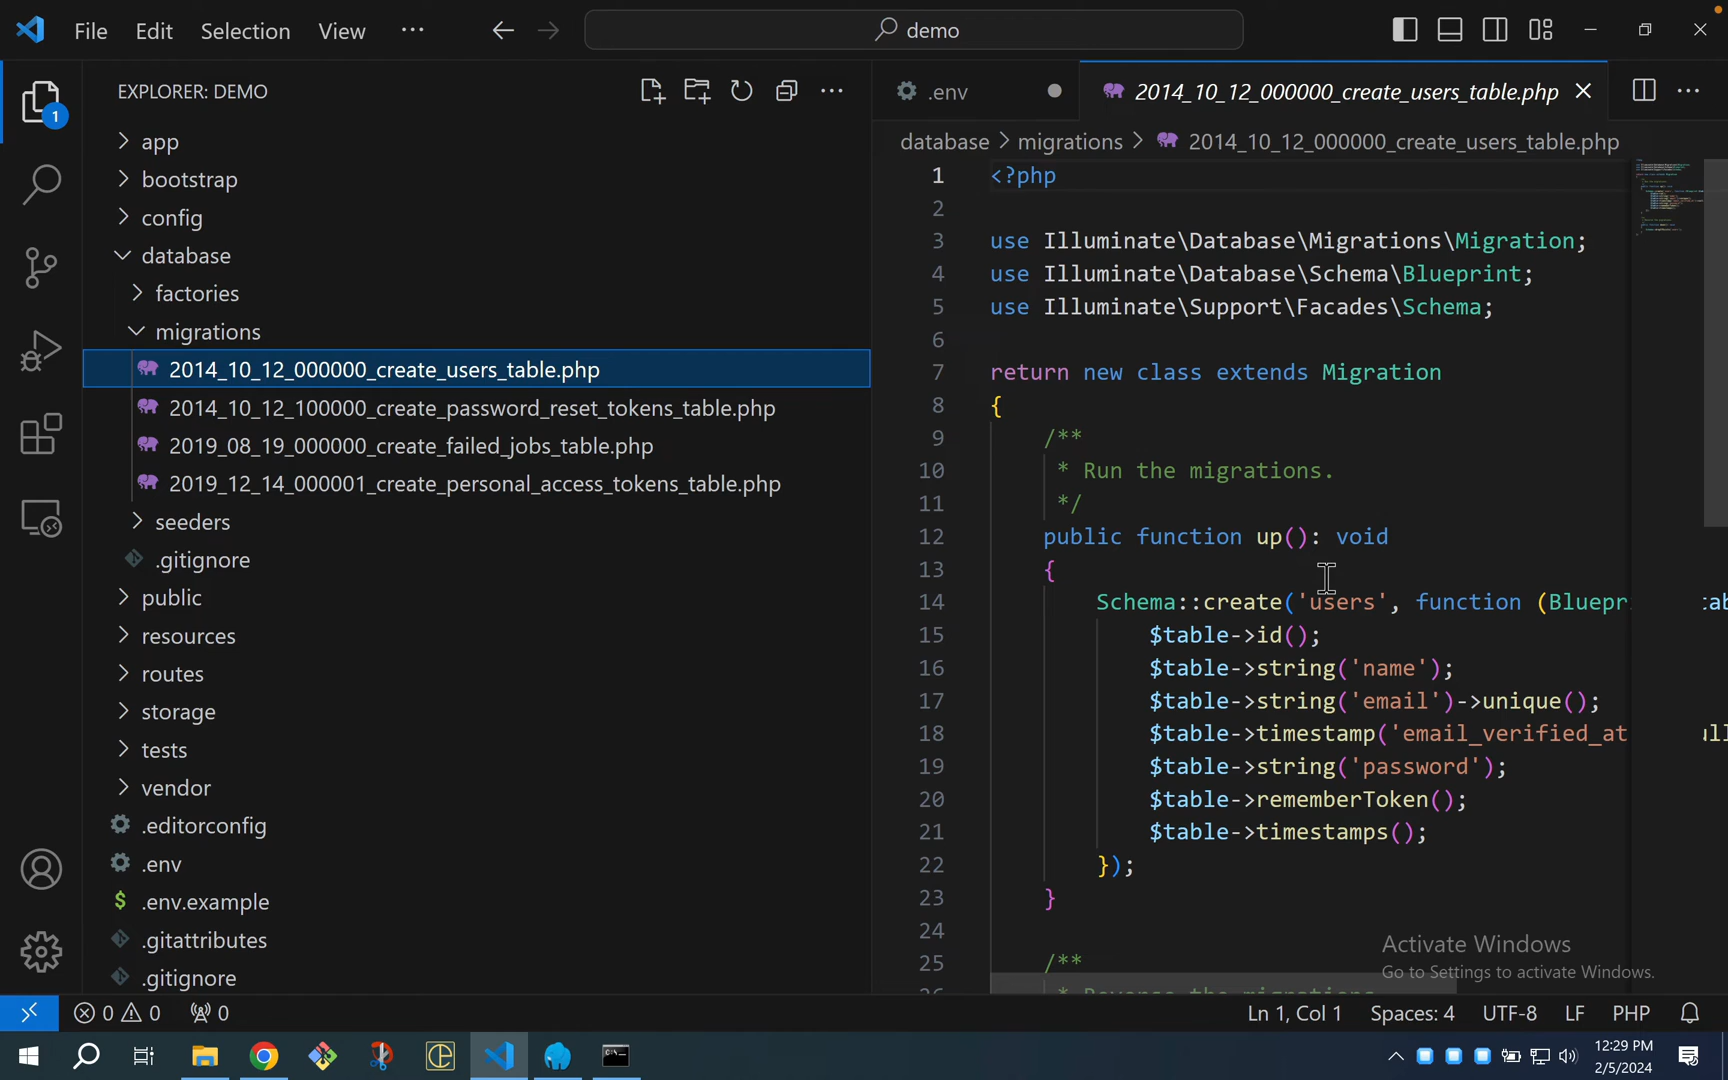 File Edit Selection View ··· demo
EXPLORER: DEMO
1
app
bootstrap
config
database
factories
migrations
2014_10_12_000000_create_users_table.php
2014_10_12_100000_create_password_reset_tokens_table.php
2019_08_19_000000_create_failed_jobs_table.php
2019_12_14_000001_create_personal_access_tokens_table.php
seeders
.gitignore
public
resources
routes
storage
tests
vendor
.editorconfig
.env
.env.example
.gitattributes
.gitignore
.env 2014_10_12_000000_create_users_table.php
database > migrations > 2014_10_12_000000_create_users_table.php
1 <?php
2
3 use Illuminate\Database\Migrations\Migration;
4 use Illuminate\Database\Schema\Blueprint;
5 use Illuminate\Support\Facades\Schema;
6
7 return new class extends Migration
8 {
9 /**
10 * Run the migrations.
11 */
12 public function up(): void
13 {
14 Schema::create('users', function (Bluepri
15 $table->id();
16 $table->string('name');
17 $table->string('email')->unique();
18 $table->timestamp('email_verified_at
19 $table->string('password');
20 $table->rememberToken();
21 $table->timestamps();
22 });
23 }
24
25 /**
Activate Windows
Go to Settings to activate Windows.
0 0 0
Ln 1, Col 1 Spaces: 4 UTF-8 LF PHP
12:29 PM
2/5/2024